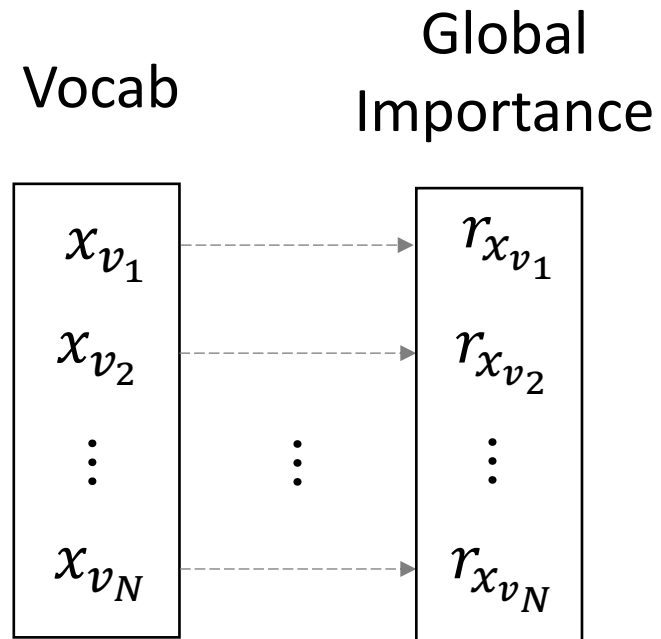 Vocab
Global
Importance
x_{v_1} r_{x_{v_1}}
x_{v_2} r_{x_{v_2}}
⋮ ⋮ ⋮
x_{v_N} r_{x_{v_N}}